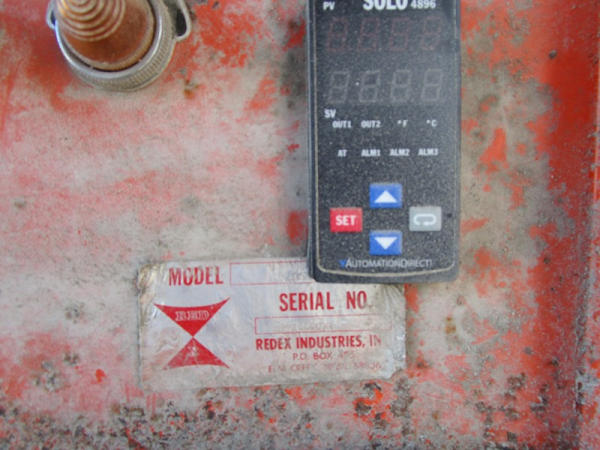 PV
SOLO
4896
SV
OUT1 OUT2 °F °C
AT ALM1 ALM2 ALM3
SET
AUTOMATIONDIRECT
MODEL
SERIAL NO
REDEX INDUSTRIES, IN
P.O. BOX